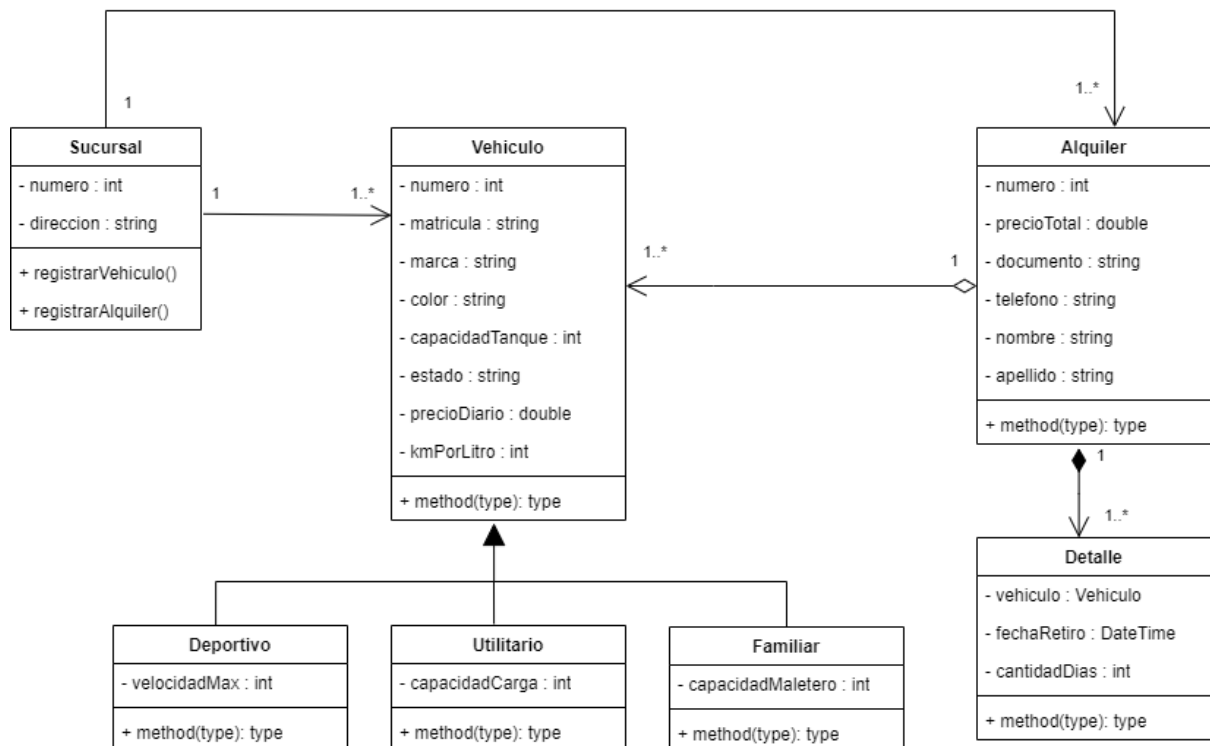 1
1..*
Sucursal
- numero : int
- direccion : string
+ registrarVehiculo()
+ registrarAlquiler()
1
1..*
Vehiculo
- numero : int
- matricula : string
- marca : string
- color : string
- capacidadTanque : int
- estado : string
- precioDiario : double
- kmPorLitro : int
+ method(type): type
1..*
1
Alquiler
- numero : int
- precioTotal : double
- documento : string
- telefono : string
- nombre : string
- apellido : string
+ method(type): type
1
1..*
Detalle
- vehiculo : Vehiculo
- fechaRetiro : DateTime
- cantidadDias : int
+ method(type): type
Deportivo
- velocidadMax : int
+ method(type): type
Utilitario
- capacidadCarga : int
+ method(type): type
Familiar
- capacidadMaletero : int
+ method(type): type